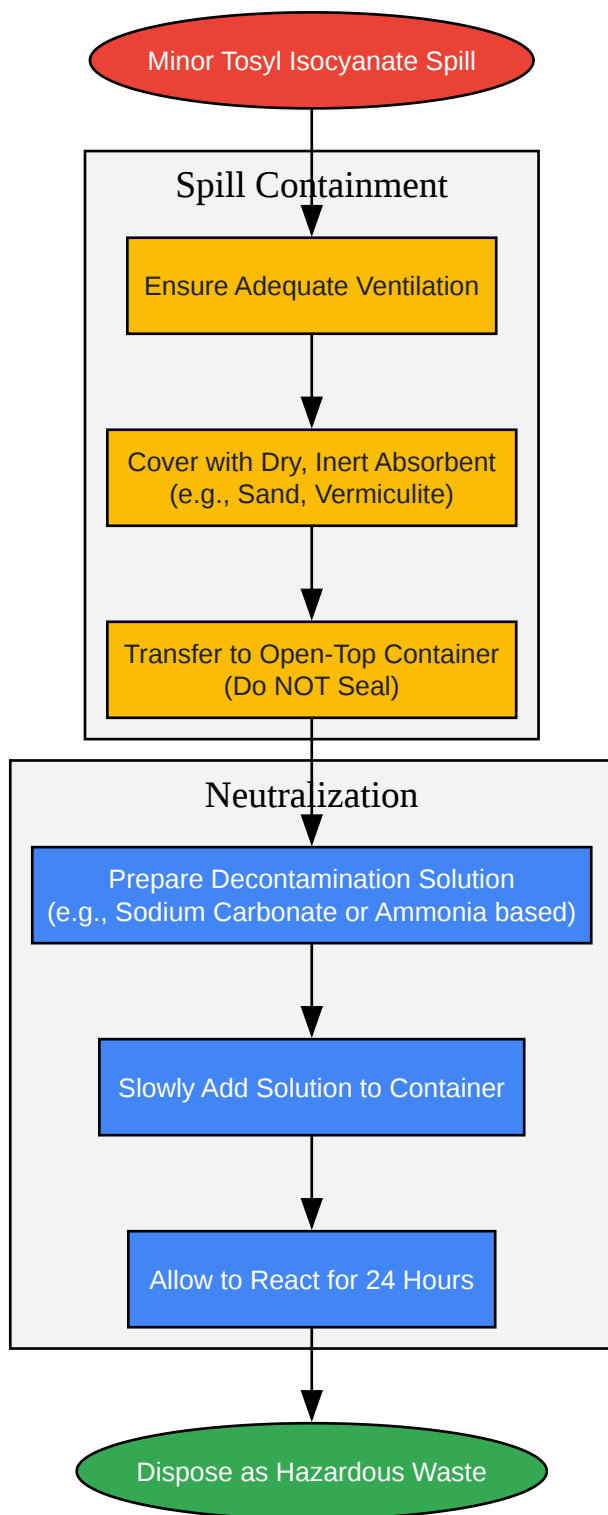 Minor Tosyl Isocyanate Spill
Spill Containment
Ensure Adequate Ventilation
Cover with Dry, Inert Absorbent
(e.g., Sand, Vermiculite)
Transfer to Open-Top Container
(Do NOT Seal)
Neutralization
Prepare Decontamination Solution
(e.g., Sodium Carbonate or Ammonia based)
Slowly Add Solution to Container
Allow to React for 24 Hours
Dispose as Hazardous Waste